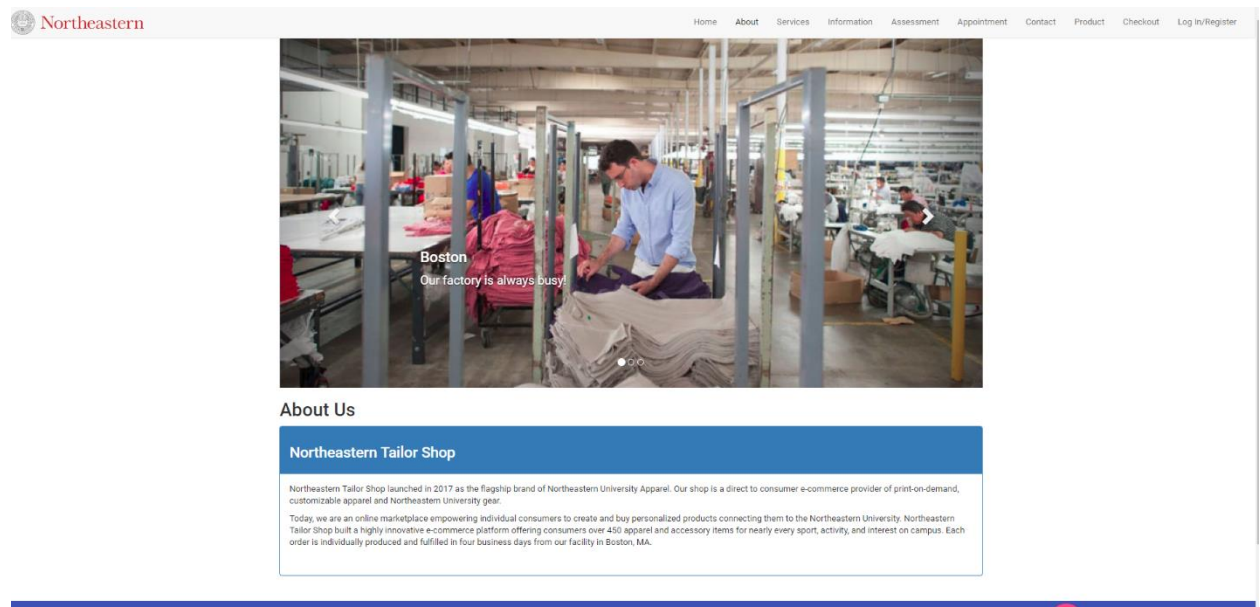 Northeastern
Home About Services Information Assessment Appointment Contact Product Checkout Log In/Register
Boston
Our factory is always busy!
About Us
Northeastern Tailor Shop
Northeastern Tailor Shop launched in 2017 as the flagship brand of Northeastern University Apparel. Our shop is a direct to consumer e-commerce provider of print-on-demand,
customizable apparel and Northeastern University gear.
Today, we are an online marketplace empowering individual consumers to create and buy personalized products connecting them to the Northeastern University. Northeastern
Tailor Shop built a highly innovative e-commerce platform offering consumers over 450 apparel and accessory items for nearly every sport, activity, and interest on campus. Each
order is individually produced and fulfilled in four business days from our facility in Boston, MA.